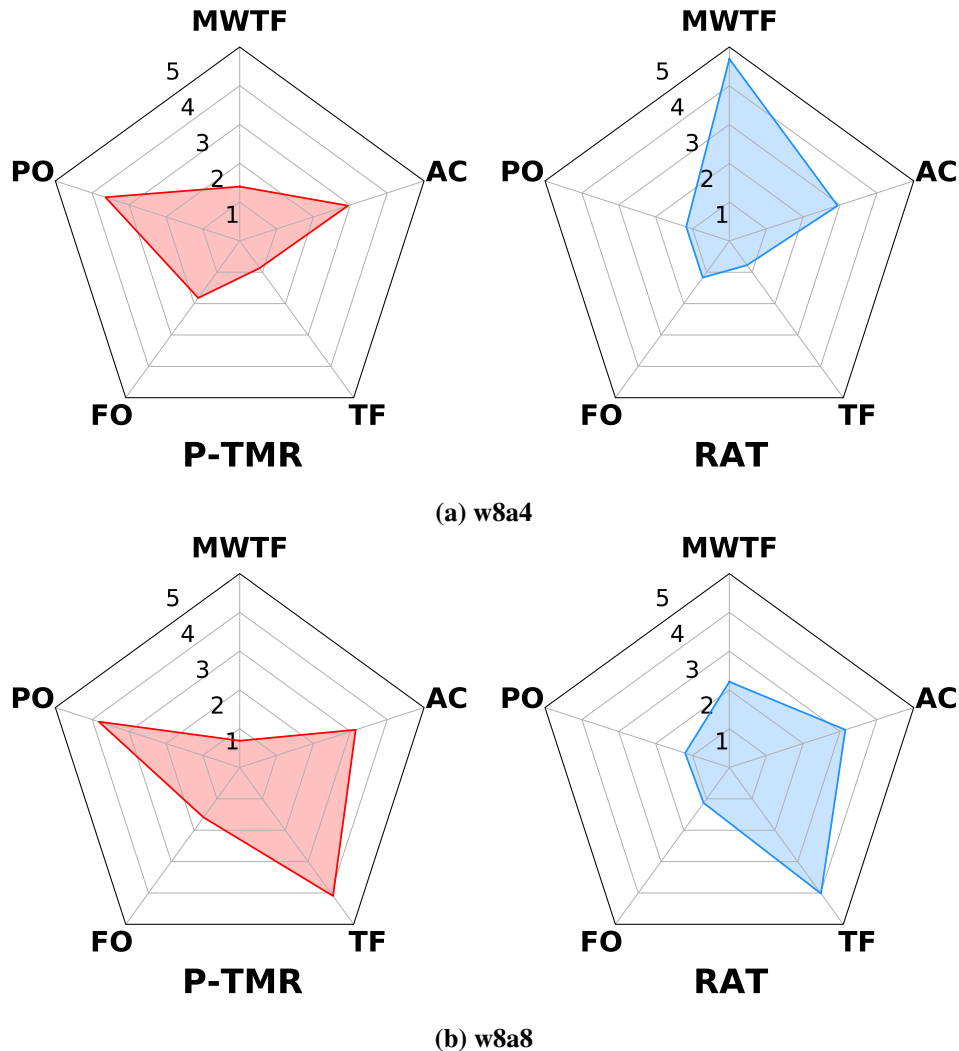 MWTF MWTF
5 5
4 4
3 3
PO 2 AC PO 2 AC
1 1
FO TF FO TF
P-TMR RAT
(a) w8a4
MWTF MWTF
5 5
4 4
3 3
PO 2 AC PO 2 AC
1 1
FO TF FO TF
P-TMR RAT
(b) w8a8